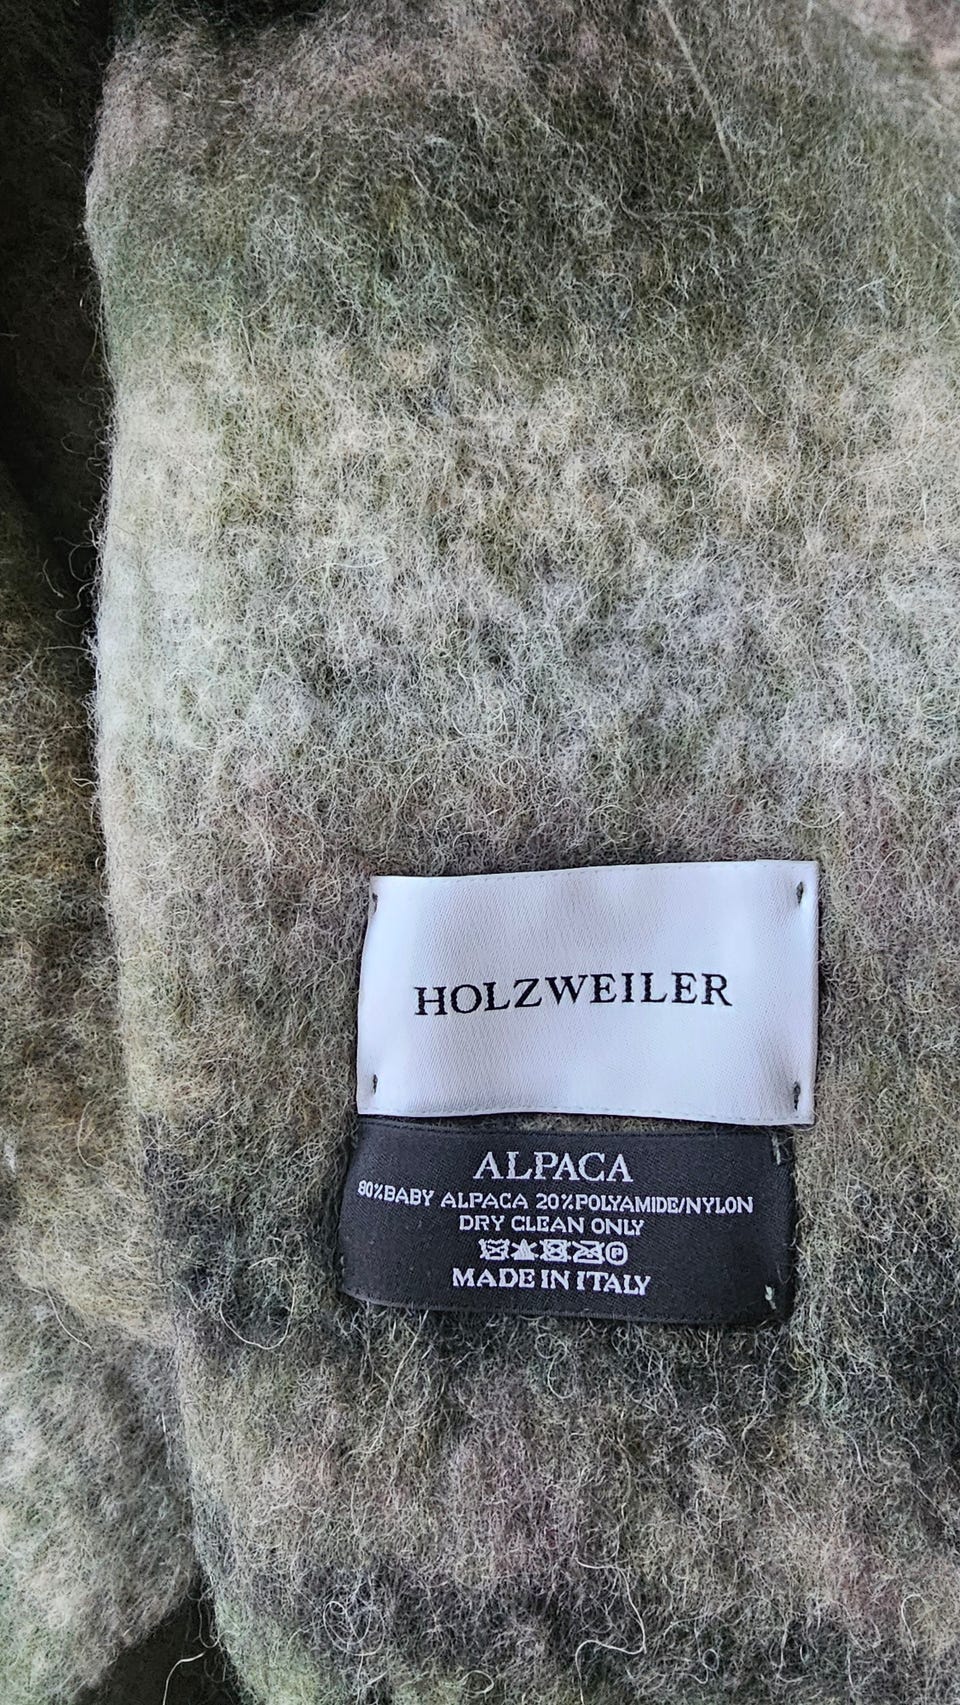 HOLZWEILER
ALPACA
80%BABY ALPACA 20%POLYAMIDE/NYLON
DRY CLEAN ONLY
P
MADE IN ITALY